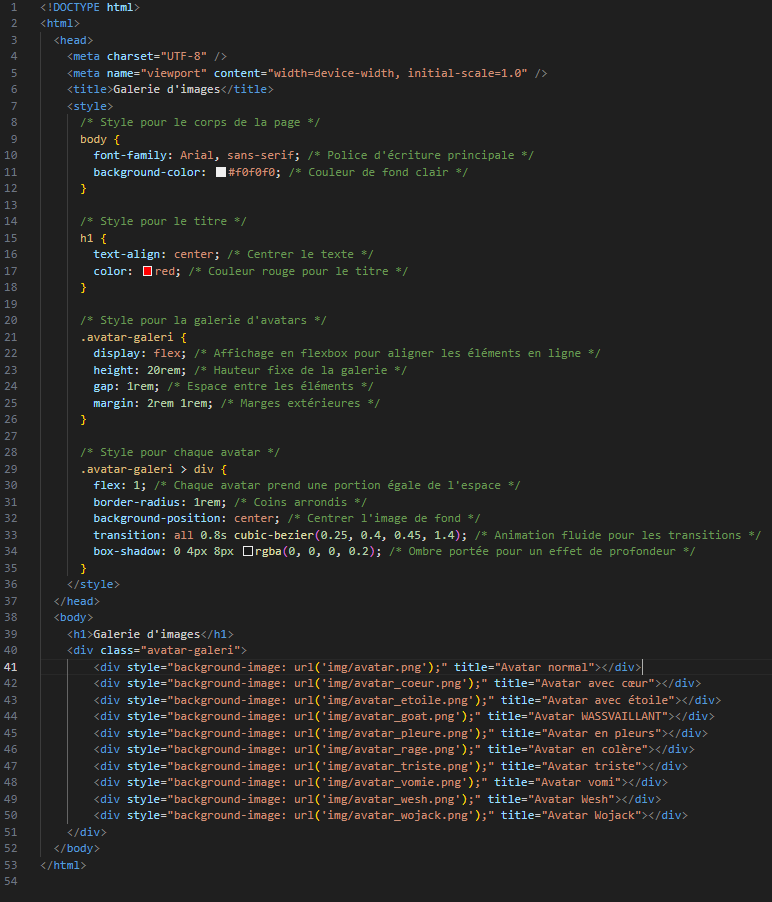 1 <!DOCTYPE html>
2 <html>
3   <head>
4     <meta charset="UTF-8" />
5     <meta name="viewport" content="width=device-width, initial-scale=1.0" />
6     <title>Galerie d'images</title>
7     <style>
8       /* Style pour le corps de la page */
9       body {
10         font-family: Arial, sans-serif; /* Police d'écriture principale */
11         background-color: #f0f0f0; /* Couleur de fond clair */
12       }
13
14       /* Style pour le titre */
15       h1 {
16         text-align: center; /* Centrer le texte */
17         color: red; /* Couleur rouge pour le titre */
18       }
19
20       /* Style pour la galerie d'avatars */
21       .avatar-galeri {
22         display: flex; /* Affichage en flexbox pour aligner les éléments en ligne */
23         height: 20rem; /* Hauteur fixe de la galerie */
24         gap: 1rem; /* Espace entre les éléments */
25         margin: 2rem 1rem; /* Marges extérieures */
26       }
27
28       /* Style pour chaque avatar */
29       .avatar-galeri > div {
30         flex: 1; /* Chaque avatar prend une portion égale de l'espace */
31         border-radius: 1rem; /* Coins arrondis */
32         background-position: center; /* Centrer l'image de fond */
33         transition: all 0.8s cubic-bezier(0.25, 0.4, 0.45, 1.4); /* Animation fluide pour les transitions */
34         box-shadow: 0 4px 8px rgba(0, 0, 0, 0.2); /* Ombre portée pour un effet de profondeur */
35       }
36     </style>
37   </head>
38   <body>
39     <h1>Galerie d'images</h1>
40     <div class="avatar-galeri">
41         <div style="background-image: url('img/avatar.png');" title="Avatar normal"></div>
42         <div style="background-image: url('img/avatar_coeur.png');" title="Avatar avec cœur"></div>
43         <div style="background-image: url('img/avatar_etoile.png');" title="Avatar avec étoile"></div>
44         <div style="background-image: url('img/avatar_goat.png');" title="Avatar WASSVAILLANT"></div>
45         <div style="background-image: url('img/avatar_pleure.png');" title="Avatar en pleurs"></div>
46         <div style="background-image: url('img/avatar_rage.png');" title="Avatar en colère"></div>
47         <div style="background-image: url('img/avatar_triste.png');" title="Avatar triste"></div>
48         <div style="background-image: url('img/avatar_vomie.png');" title="Avatar vomi"></div>
49         <div style="background-image: url('img/avatar_wesh.png');" title="Avatar Wesh"></div>
50         <div style="background-image: url('img/avatar_wojack.png');" title="Avatar Wojack"></div>
51     </div>
52   </body>
53 </html>
54